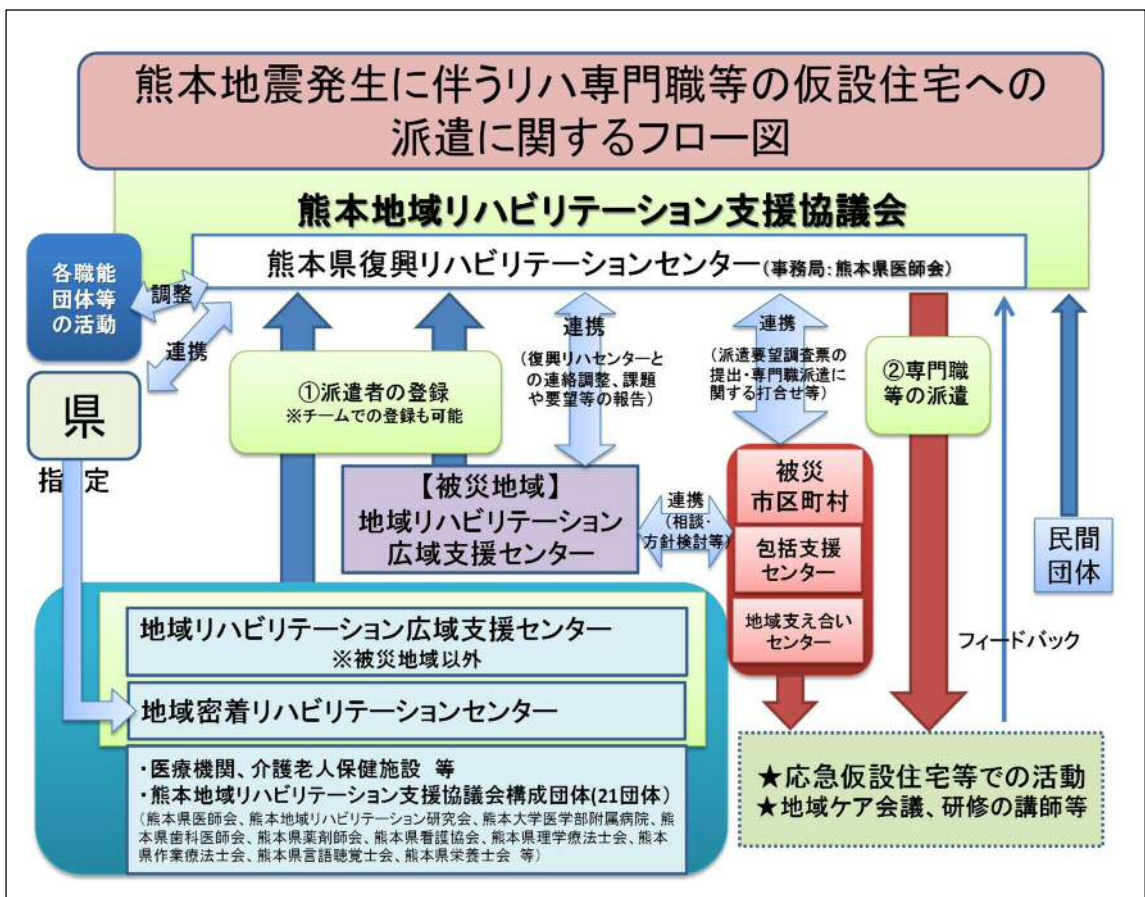 熊本地震発生に伴うリハ専門職等の仮設住宅への
派遣に関するフロー図
熊本地域リハビリテーション支援協議会
熊本県復興リハビリテーションセンター(事務局:熊本県医師会)
各職能
団体等
の活動
調整
連携
県
指定
①派遣者の登録
※チームでの登録も可能
連携
(復興リハセンターと
の連絡調整、課題
や要望等の報告)
連携
(派遣要望調査票の
提出・専門職派遣に
関する打合せ等)
②専門職
等の派遣
【被災地域】
地域リハビリテーション
広域支援センター
連携
(相談・
方針検討等)
被災
市区町村
包括支援
センター
地域支え合い
センター
民間
団体
フィードバック
地域リハビリテーション広域支援センター
※被災地域以外
地域密着リハビリテーションセンター
・医療機関、介護老人保健施設 等
・熊本地域リハビリテーション支援協議会構成団体(21団体)
(熊本県医師会、熊本地域リハビリテーション研究会、熊本大学医学部附属病院、熊
本県歯科医師会、熊本県薬剤師会、熊本県看護協会、熊本県理学療法士会、熊本
県作業療法士会、熊本県言語聴覚士会、熊本県栄養士会 等)
★応急仮設住宅等での活動
★地域ケア会議、研修の講師等